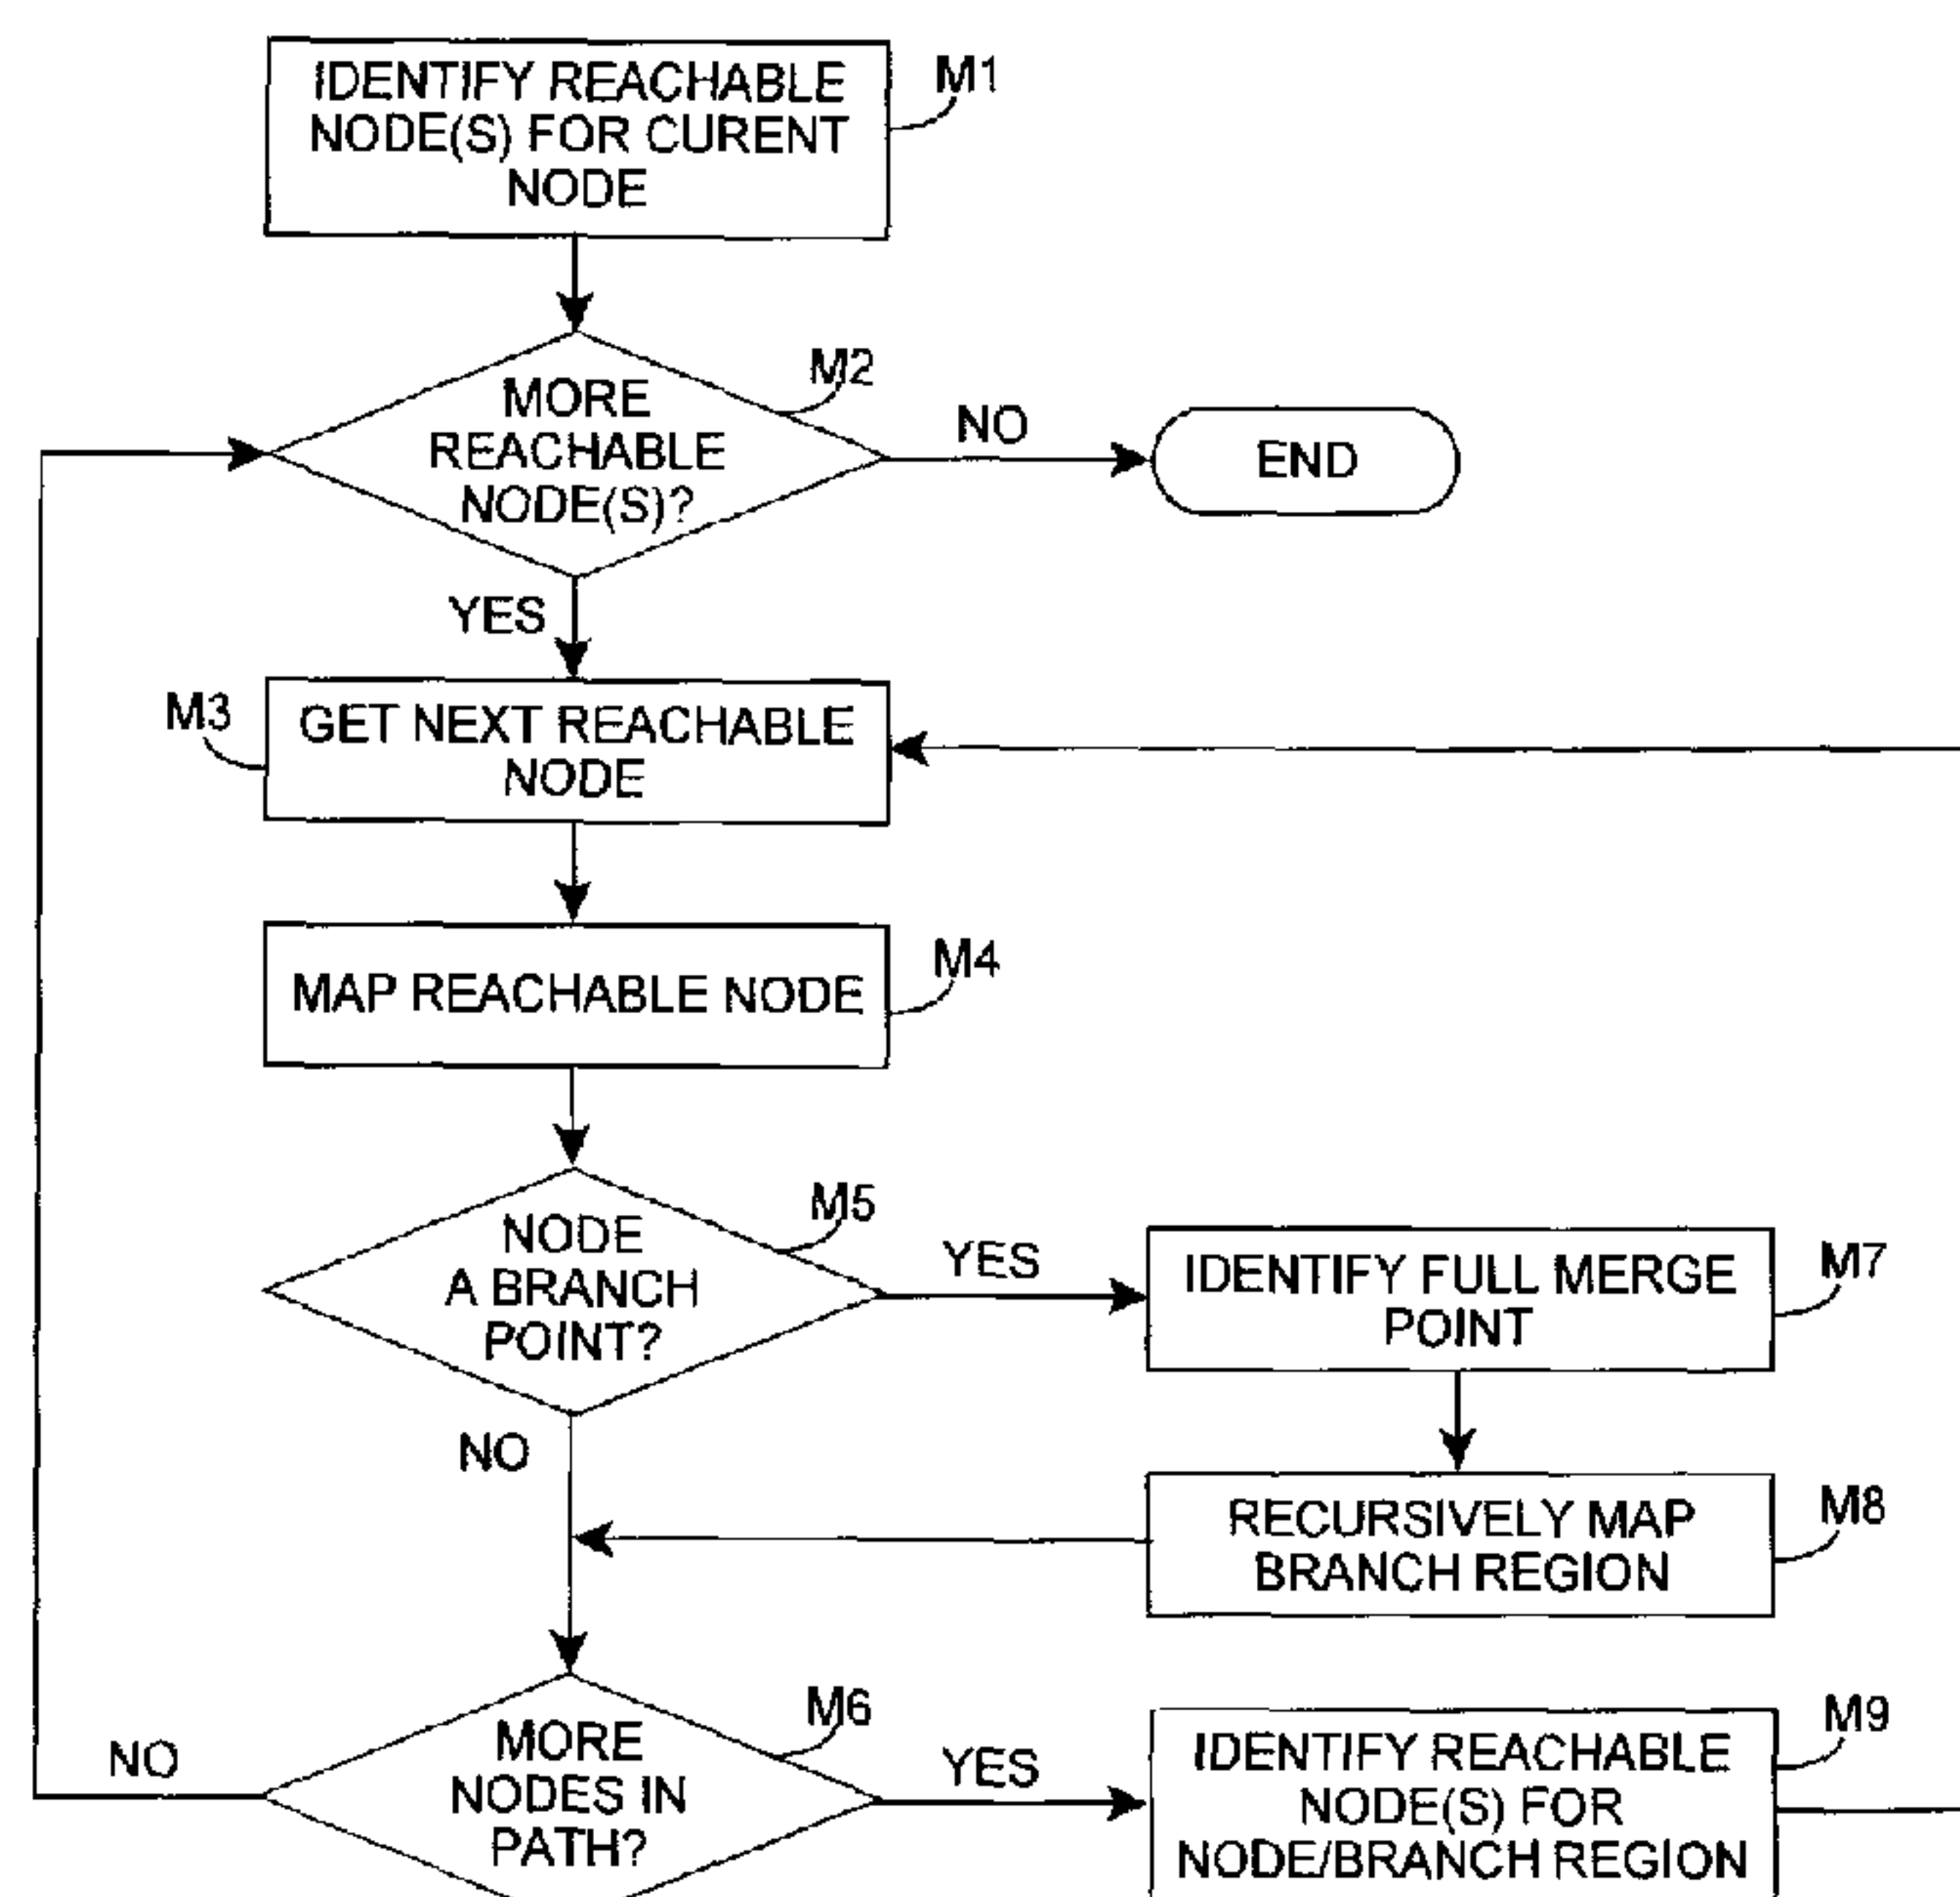 IDENTIFY REACHABLE
NODE(S) FOR CURENT
NODE
M1
MORE
REACHABLE
NODE(S)?
M2
NO
END
YES
M3
GET NEXT REACHABLE
NODE
MAP REACHABLE NODE
M4
NODE
A BRANCH
POINT?
M5
YES
IDENTIFY FULL MERGE
POINT
M7
NO
RECURSIVELY MAP
BRANCH REGION
M8
MORE
NODES IN
PATH?
M6
NO
YES
IDENTIFY REACHABLE
NODE(S) FOR
NODE/BRANCH REGION
M9